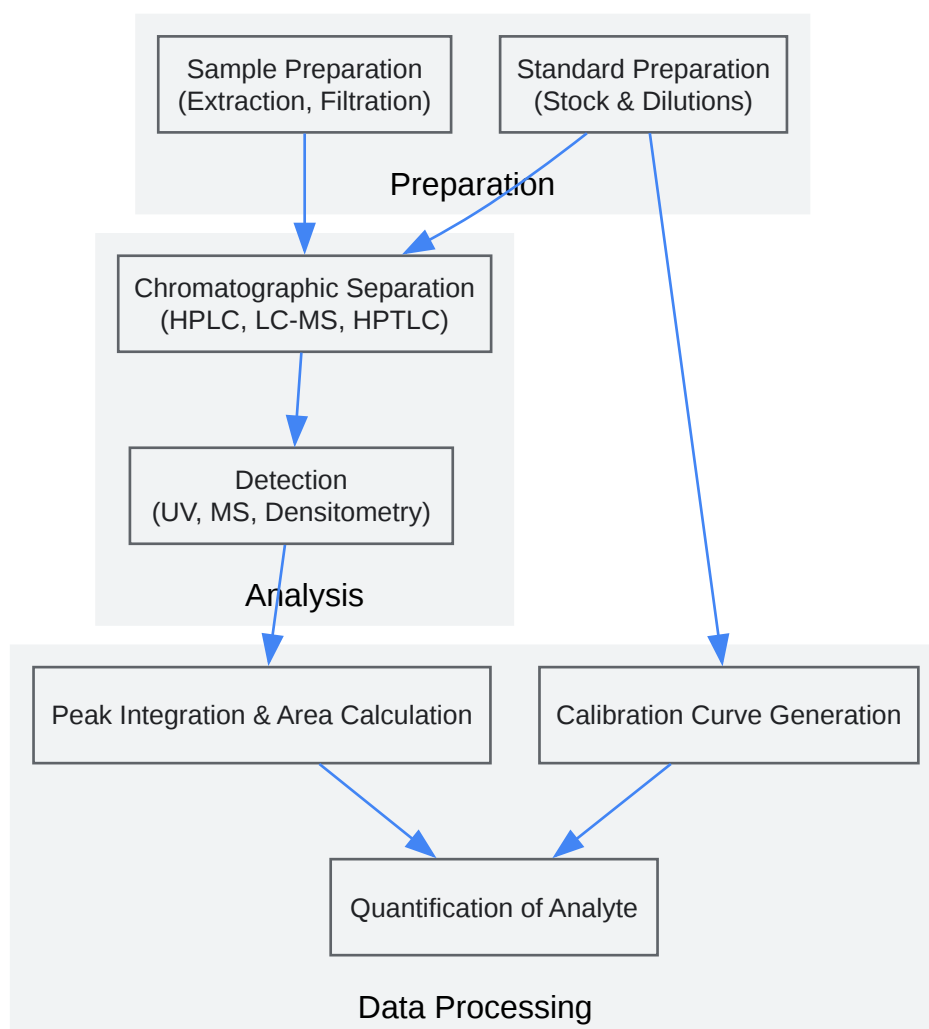 Sample Preparation
(Extraction, Filtration)
Standard Preparation
(Stock & Dilutions)
Preparation
Chromatographic Separation
(HPLC, LC-MS, HPTLC)
Detection
(UV, MS, Densitometry)
Analysis
Peak Integration & Area Calculation
Calibration Curve Generation
Quantification of Analyte
Data Processing